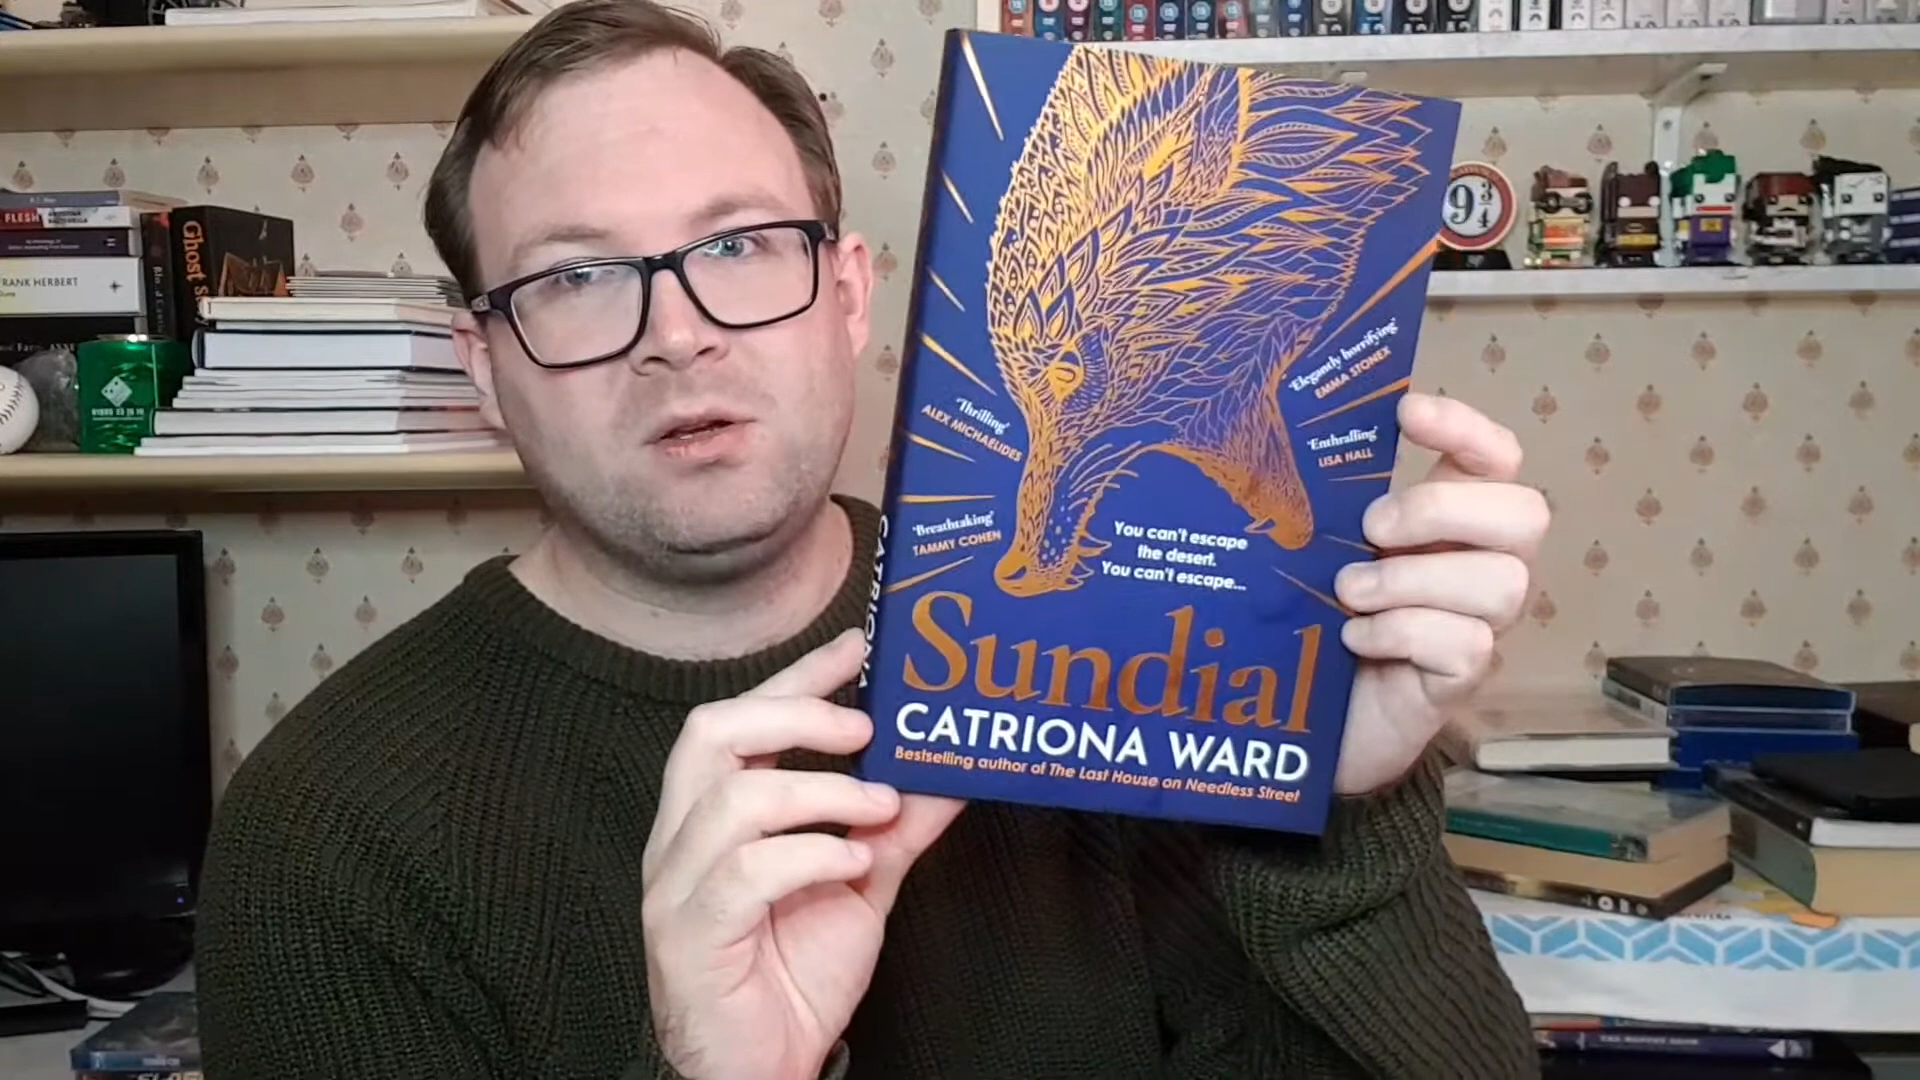 FLESH
FRANK HERBERT
Ghost
9¾
'Elegantly horrifying'
EMMA STONEX
'Thrilling'
ALEX MICHAELIDES
'Enthralling'
LISA HALL
'Breathtaking'
TAMMY COHEN
You can't escape
the desert.
You can't escape...
Sundial
CATRIONA WARD
Bestselling author of The Last House on Needless Street
CATRIONA